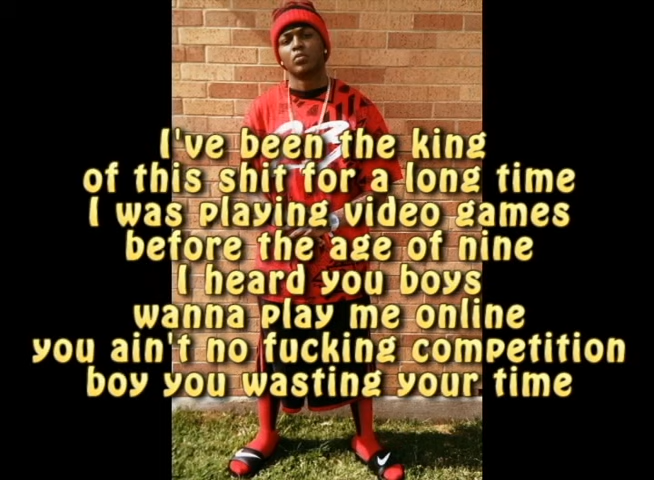 I've been the king
of this shit for a long time
I was playing video games
before the age of nine
I heard you boys
wanna play me online
you ain't no fucking competition
boy you wasting your time
23